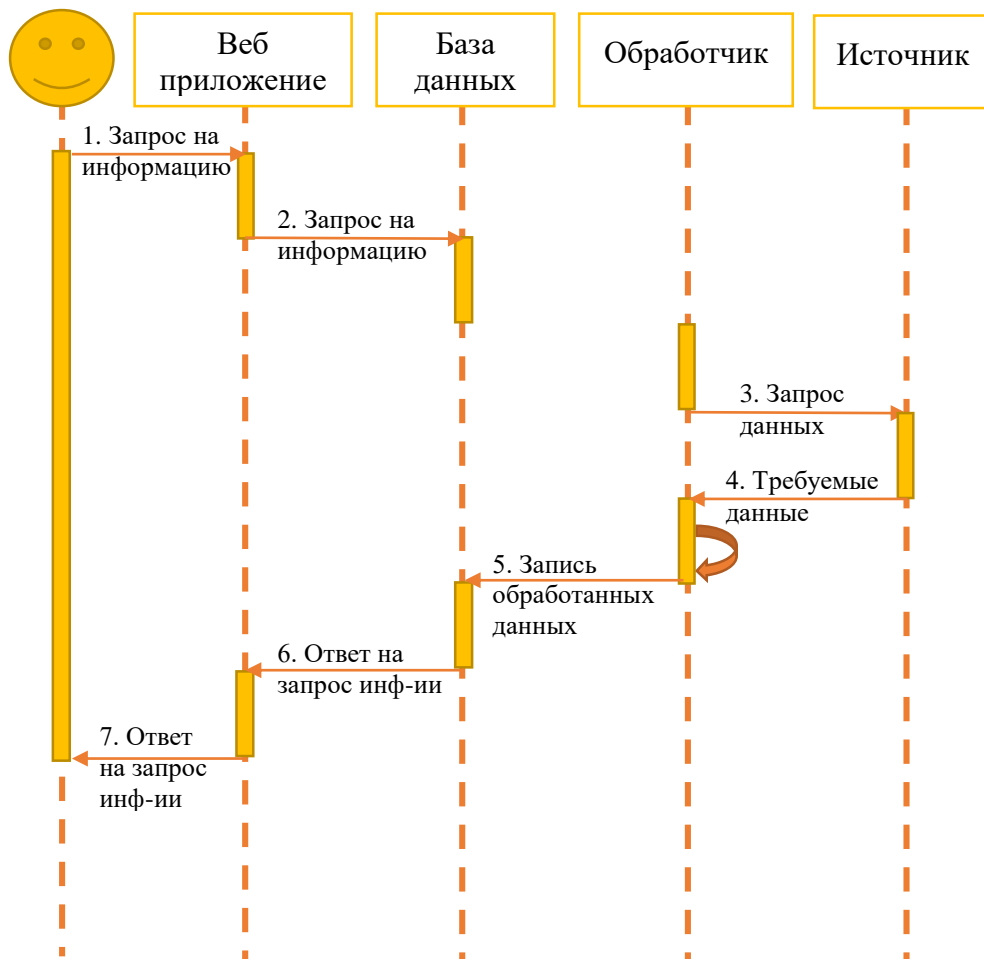 Веб
приложение
База
данных
Обработчик
Источник
1. Запрос на
информацию
2. Запрос на
информацию
3. Запрос
данных
4. Требуемые
данные
5. Запись
обработанных
данных
6. Ответ на
запрос инф-ии
7. Ответ
на запрос
инф-ии